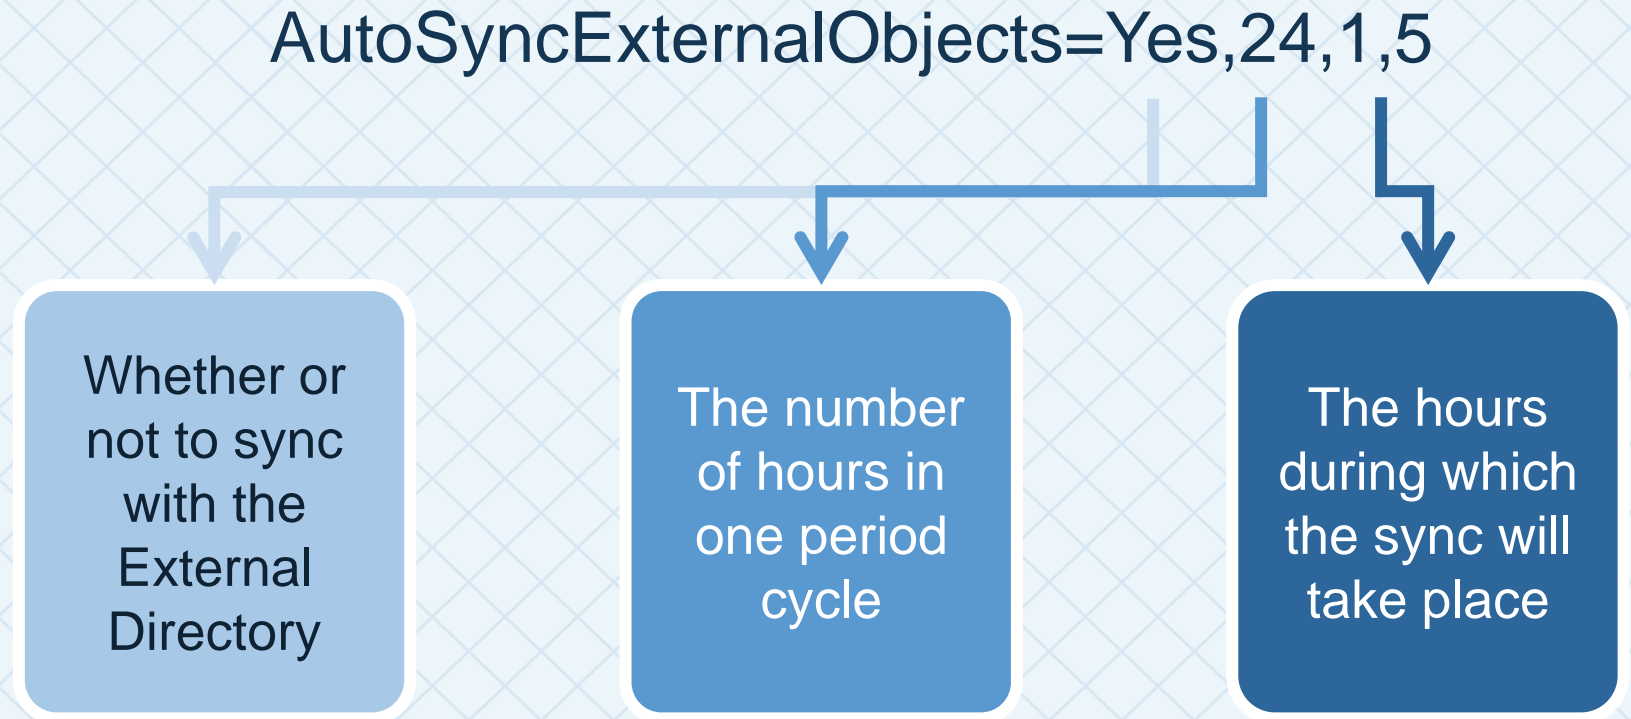 AutoSyncExternalObjects=Yes,24,1,5
Whether or
not to sync
with the
External
Directory
The number
of hours in
one period
cycle
The hours
during which
the sync will
take place